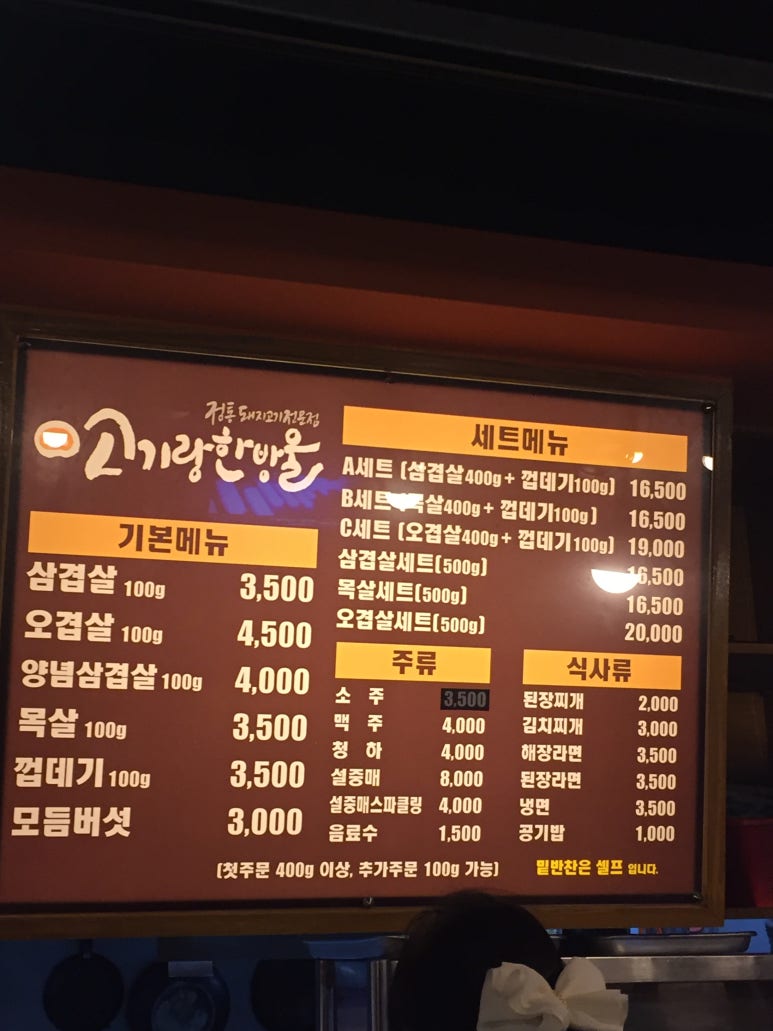 정통 돼지고기 전문점
고기랑한방울
기본메뉴
삼겹살 100g 3,500
오겹살 100g 4,500
양념삼겹살 100g 4,000
목살 100g 3,500
껍데기 100g 3,500
모듬버섯 3,000
세트메뉴
A세트 (삼겹살400g + 껍데기100g) 16,500
B세트 목살400g + 껍데기100g) 16,500
C세트 (오겹살400g + 껍데기100g) 19,000
삼겹살세트(500g) 16,500
목살세트(500g) 16,500
오겹살세트(500g) 20,000
주류
소 주 3,500
맥 주 4,000
청 하 4,000
설중매 8,000
설중매스파클링 4,000
음료수 1,500
식사류
된장찌개 2,000
김치찌개 3,000
해장라면 3,500
된장라면 3,500
냉면 3,500
공기밥 1,000
(첫주문 400g 이상, 추가주문 100g 가능)
밑반찬은 셀프 입니다.